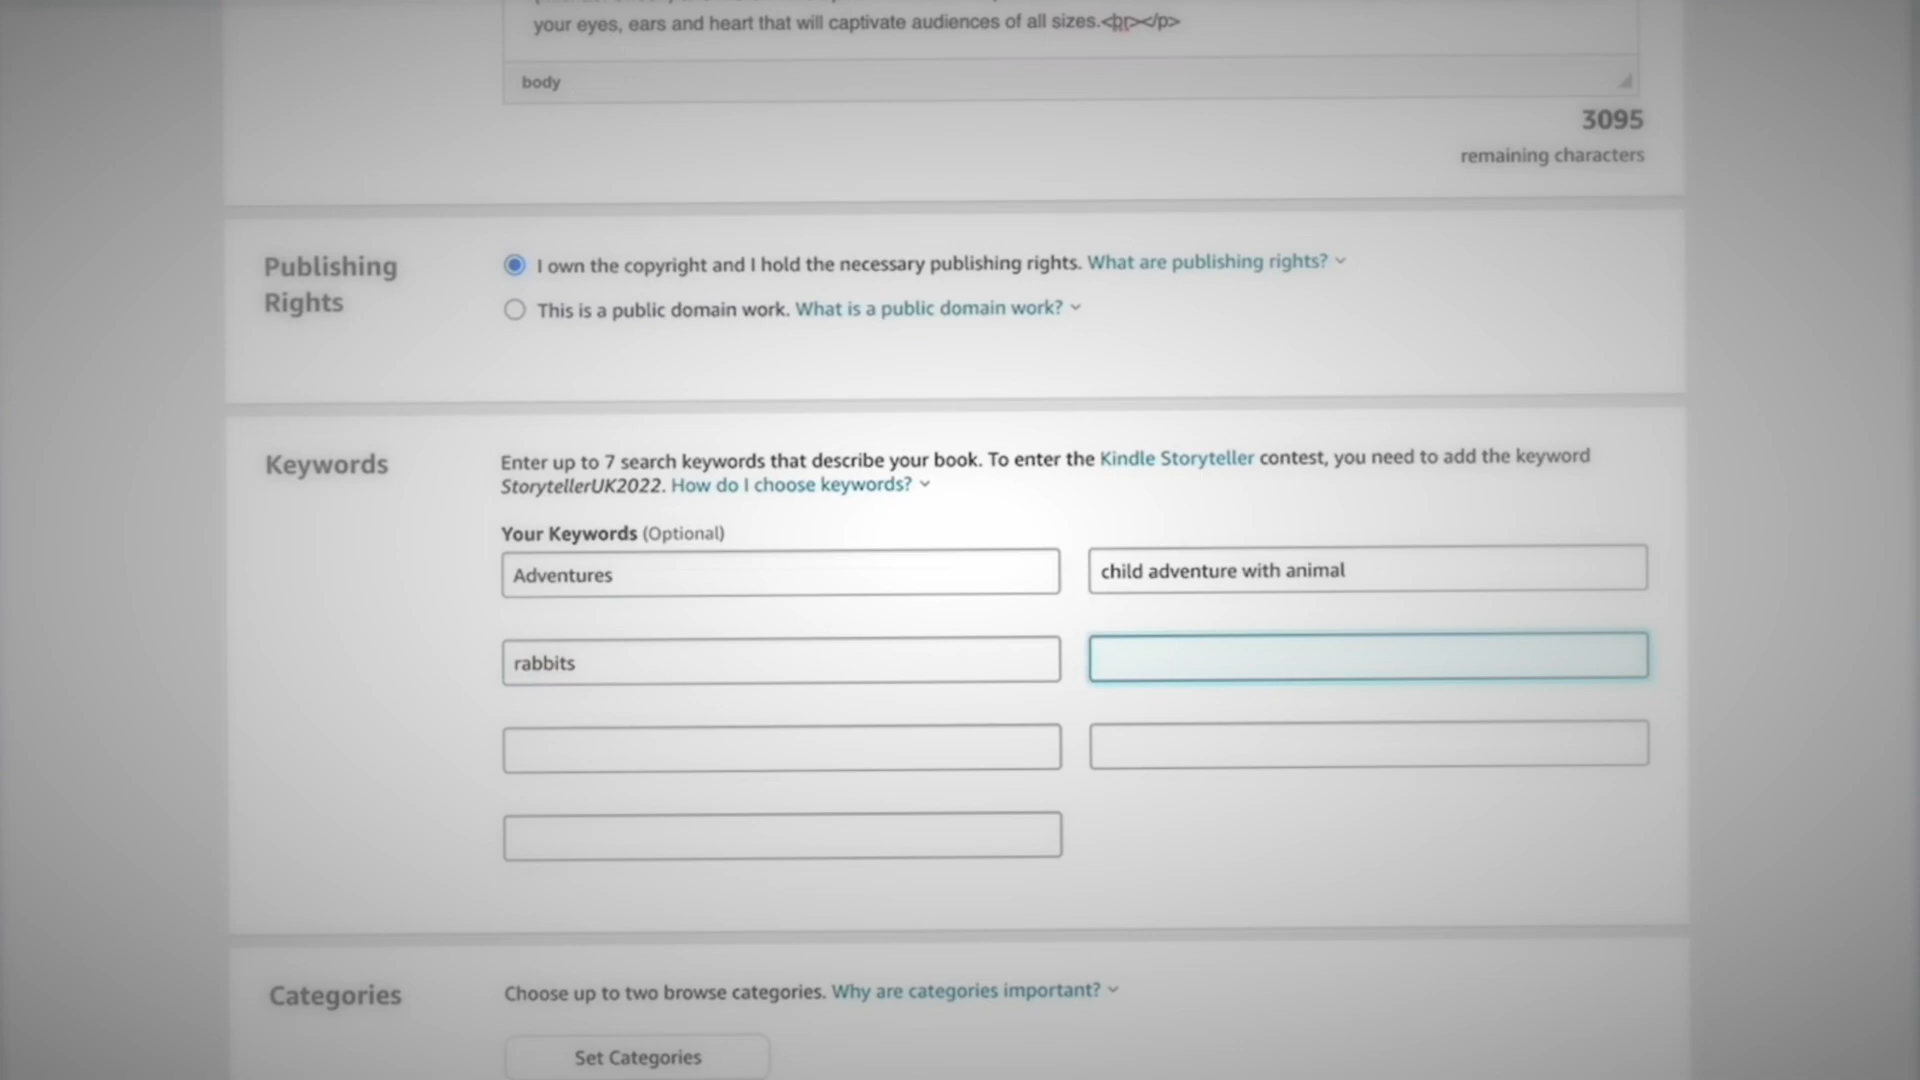 your eyes, ears and heart that will captivate audiences of all sizes.<br></p>
body
3095
remaining characters
Publishing
Rights
I own the copyright and I hold the necessary publishing rights. What are publishing rights?
This is a public domain work. What is a public domain work?
Keywords
Enter up to 7 search keywords that describe your book. To enter the Kindle Storyteller contest, you need to add the keyword
StorytellerUK2022. How do I choose keywords?
Your Keywords (Optional)
Adventures
child adventure with animal
rabbits
Categories
Choose up to two browse categories. Why are categories important?
Set Categories